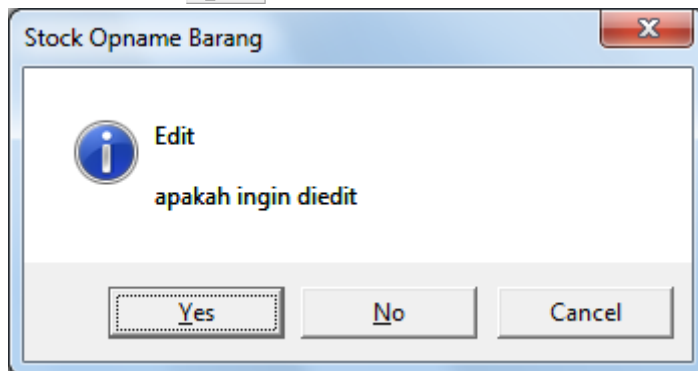 Stock Opname Barang
Edit
apakah ingin diedit
Yes No Cancel